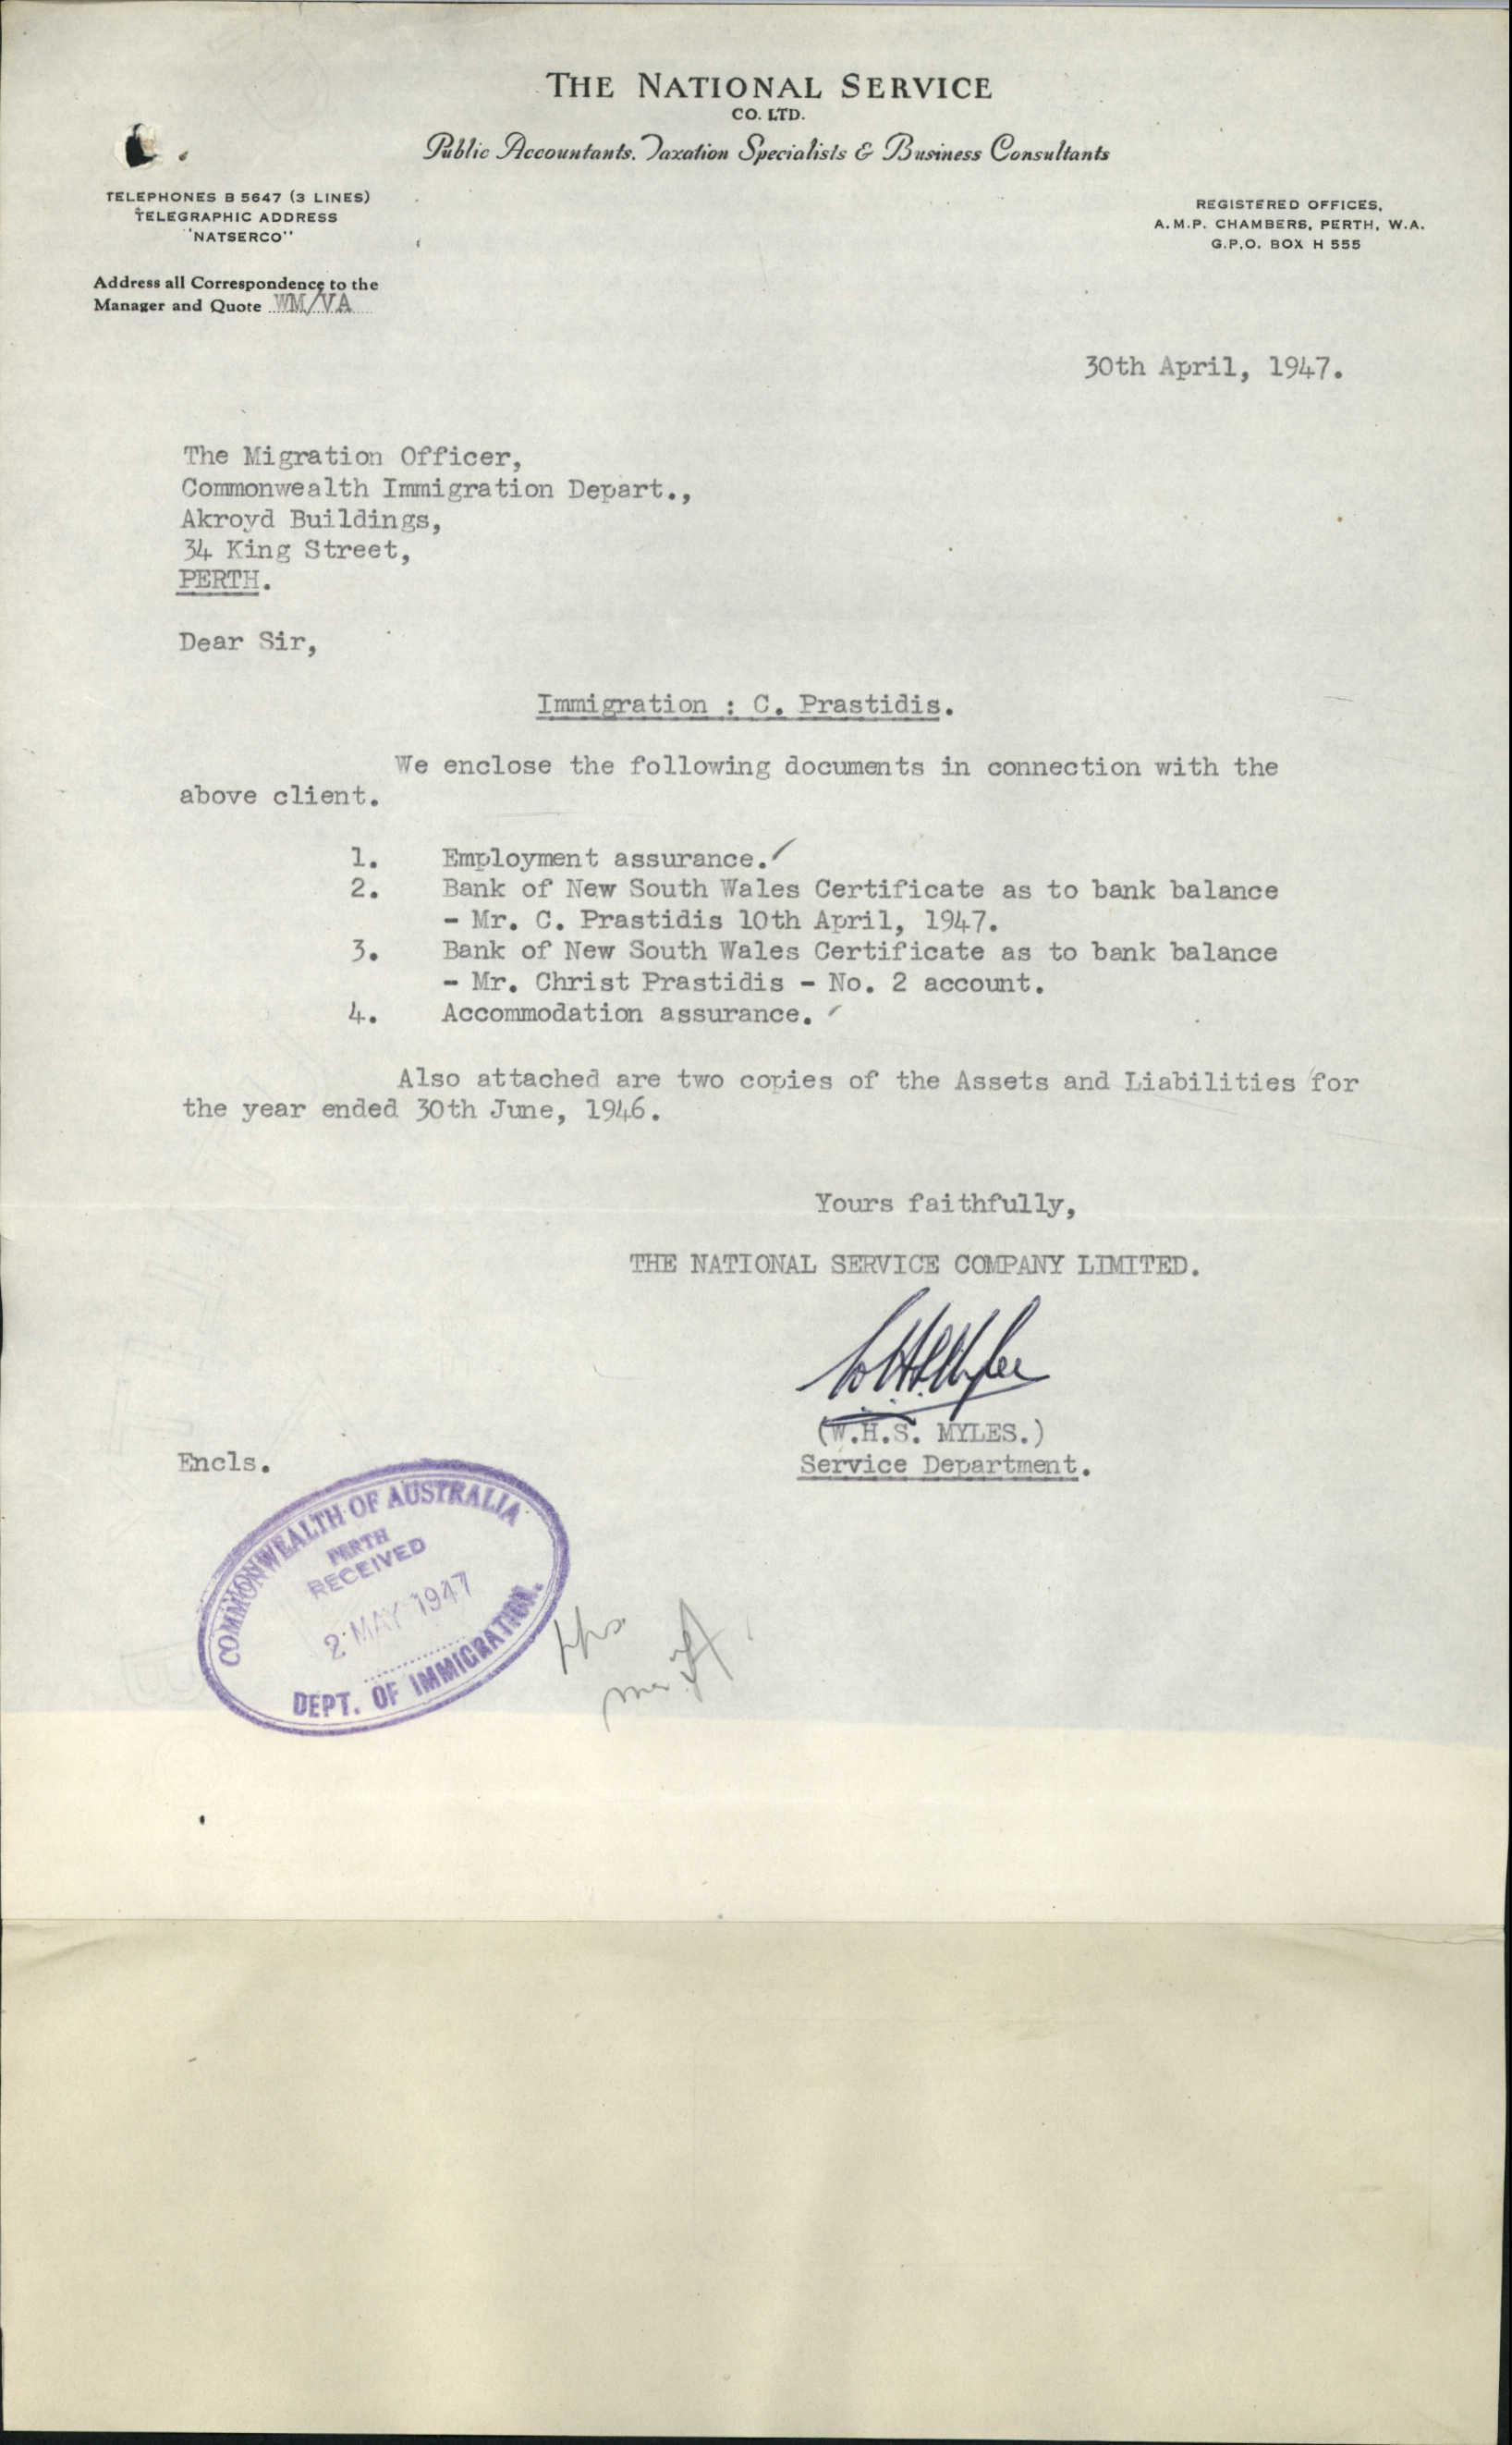 THE NATIONAL SERVICE
CO. LTD.
Public Accountants. Taxation Specialists & Business Consultants
TELEPHONES B 5647 (3 LINES)
TELEGRAPHIC ADDRESS
''NATSERCO''
REGISTERED OFFICES,
A.M.P. CHAMBERS, PERTH, W.A.
G.P.O. BOX H 555
Address all Correspondence to the
Manager and Quote WM/VA
30th April, 1947.
The Migration Officer,
Commonwealth Immigration Depart.,
Akroyd Buildings,
34 King Street,
PERTH.
Dear Sir,
Immigration : C. Prastidis.
We enclose the following documents in connection with the
above client.
1. Employment assurance.
2. Bank of New South Wales Certificate as to bank balance
- Mr. C. Prastidis 10th April, 1947.
3. Bank of New South Wales Certificate as to bank balance
- Mr. Christ Prastidis - No. 2 account.
4. Accommodation assurance.
Also attached are two copies of the Assets and Liabilities for
the year ended 30th June, 1946.
Yours faithfully,
THE NATIONAL SERVICE COMPANY LIMITED.
(W.H.S. MYLES.)
Service Department.
Encls.
COMMONWEALTH OF AUSTRALIA
PERTH
RECEIVED
2 MAY 1947
DEPT. OF IMMIGRATION.